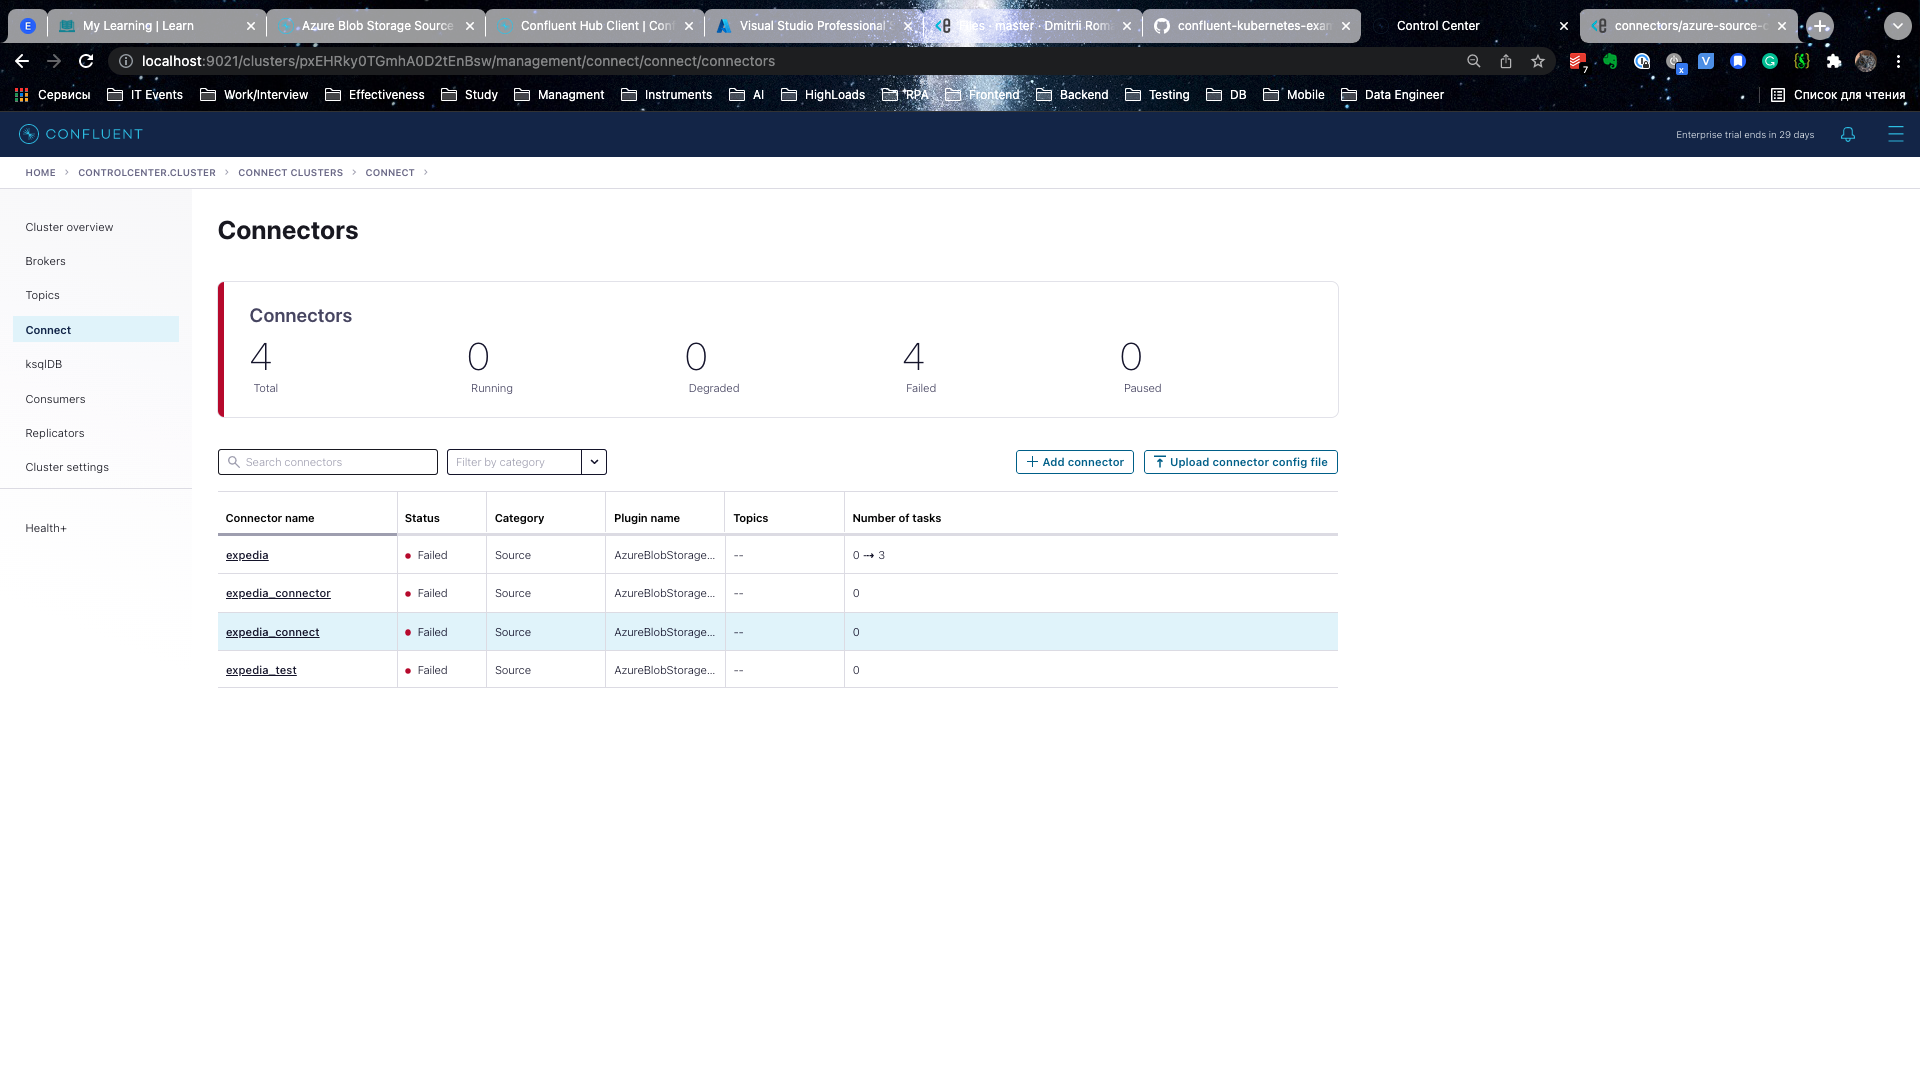 E My Learning | Learn Azure Blob Storage Source Confluent Hub Client | Con Visual Studio Professional Files · master · Dmitrii Rom confluent-kubernetes-exam Control Center connectors/azure-source-c
localhost:9021/clusters/pxEHRky0TGmhA0D2tEnBsw/management/connect/connect/connectors
7 x V G
Сервисы IT Events Work/Interview Effectiveness Study Managment Instruments AI HighLoads RPA Frontend Backend Testing DB Mobile Data Engineer Список для чтения
CONFLUENT Enterprise trial ends in 29 days
HOME > CONTROLCENTER.CLUSTER > CONNECT CLUSTERS > CONNECT >
Cluster overview
Brokers
Topics
Connect
ksqlDB
Consumers
Replicators
Cluster settings
Health+
Connectors
Connectors
4 0 0 4 0
Total Running Degraded Failed Paused
Search connectors Filter by category + Add connector Upload connector config file
Connector name Status Category Plugin name Topics Number of tasks
expedia Failed Source AzureBlobStorage... -- 0 ⇢ 3
expedia_connector Failed Source AzureBlobStorage... -- 0
expedia_connect Failed Source AzureBlobStorage... -- 0
expedia_test Failed Source AzureBlobStorage... -- 0